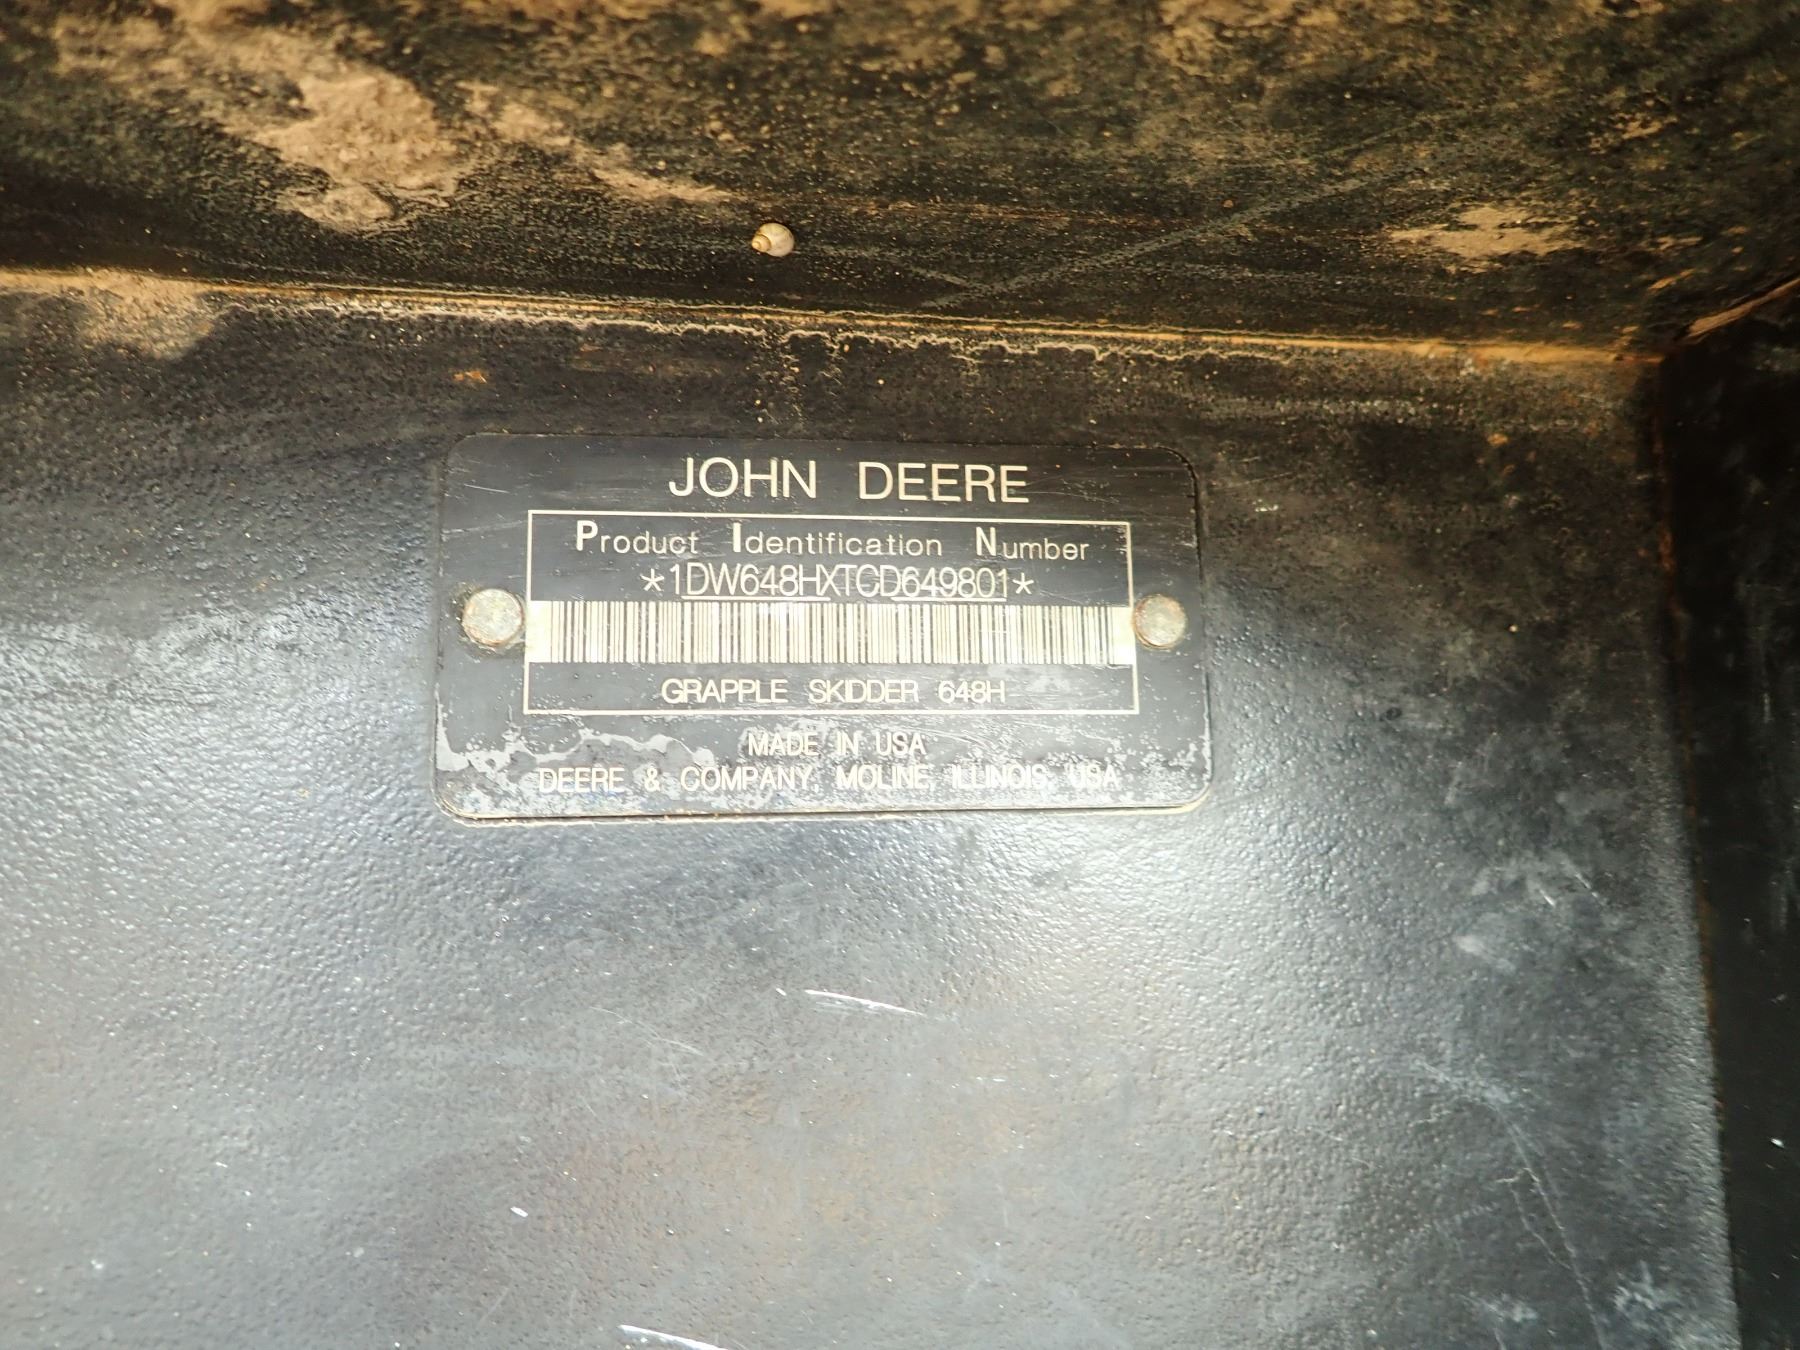 JOHN DEERE
Product Identification Number
*1DW648HXTCD649801*
GRAPPLE SKIDDER 648H
MADE IN USA
DEERE & COMPANY, MOLINE, ILLINOIS, USA